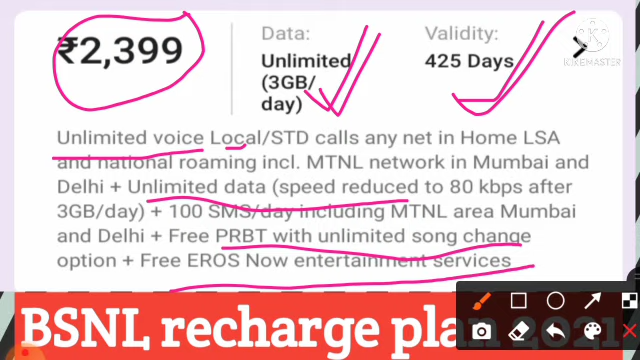 ₹2,399
Data:
Unlimited
(3GB/
day)
Validity:
425 Days
KINEMASTER
Unlimited voice Local/STD calls any net in Home LSA
and national roaming incl. MTNL network in Mumbai and
Delhi + Unlimited data (speed reduced to 80 kbps after
3GB/day) + 100 SMS/day including MTNL area Mumbai
and Delhi + Free PRBT with unlimited song change
option + Free EROS Now entertainment services
BSNL recharge plan 2021